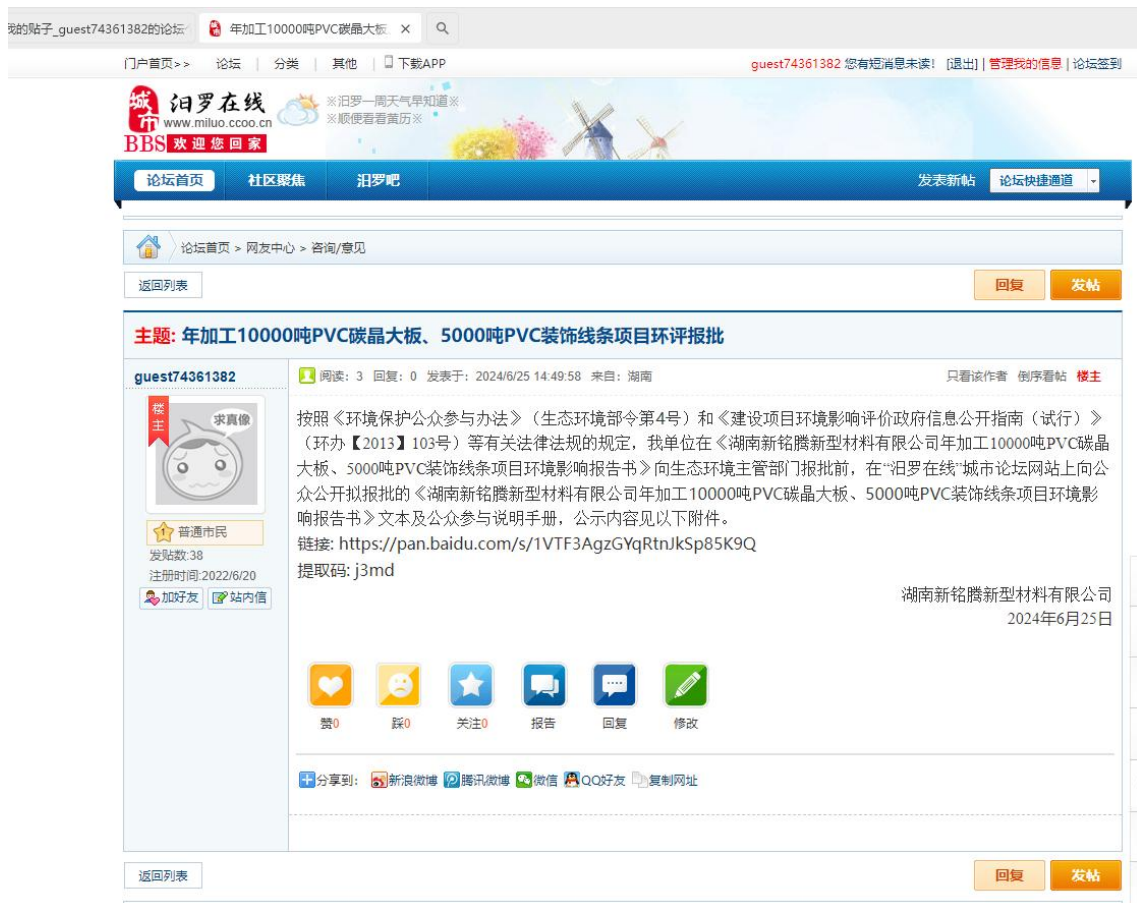 我的贴子_guest74361382的论坛
年加工10000吨PVC碳晶大板
门户首页>> 论坛 | 分类 | 其他 | 下载APP
guest74361382 您有短消息未读! [退出] | 管理我的信息 | 论坛签到
城市
汨罗在线
www.miluo.ccoo.cn
BBS 欢迎您回家
※汨罗一周天气早知道※
※顺便看看黄历※
论坛首页 社区聚焦 汨罗吧 发表新帖 论坛快捷通道
论坛首页 > 网友中心 > 咨询/意见
返回列表 回复 发帖
主题: 年加工10000吨PVC碳晶大板、5000吨PVC装饰线条项目环评报批
guest74361382
阅读: 3 回复: 0 发表于: 2024/6/25 14:49:58 来自: 湖南 只看该作者 倒序看帖 楼主
楼主
求真像
普通市民
发贴数:38
注册时间:2022/6/20
加好友 站内信
按照《环境保护公众参与办法》（生态环境部令第4号）和《建设项目环境影响评价政府信息公开指南（试行）》
（环办【2013】103号）等有关法律法规的规定，我单位在《湖南新铭腾新型材料有限公司年加工10000吨PVC碳晶
大板、5000吨PVC装饰线条项目环境影响报告书》向生态环境主管部门报批前，在“汨罗在线”城市论坛网站上向公
众公开拟报批的《湖南新铭腾新型材料有限公司年加工10000吨PVC碳晶大板、5000吨PVC装饰线条项目环境影
响报告书》文本及公众参与说明手册，公示内容见以下附件。
链接: https://pan.baidu.com/s/1VTF3AgzGYqRtnJkSp85K9Q
提取码: j3md
湖南新铭腾新型材料有限公司
2024年6月25日
赞0 踩0 关注0 报告 回复 修改
分享到: 新浪微博 腾讯微博 微信 QQ好友 复制网址
返回列表 回复 发帖